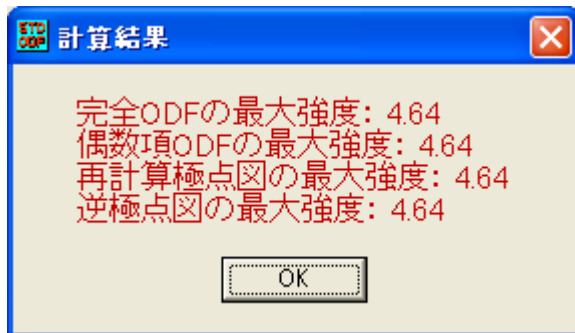 STD
ODF
計算結果
完全ODFの最大強度： 4.64
偶数項ODFの最大強度： 4.64
再計算極点図の最大強度： 4.64
逆極点図の最大強度： 4.64
OK